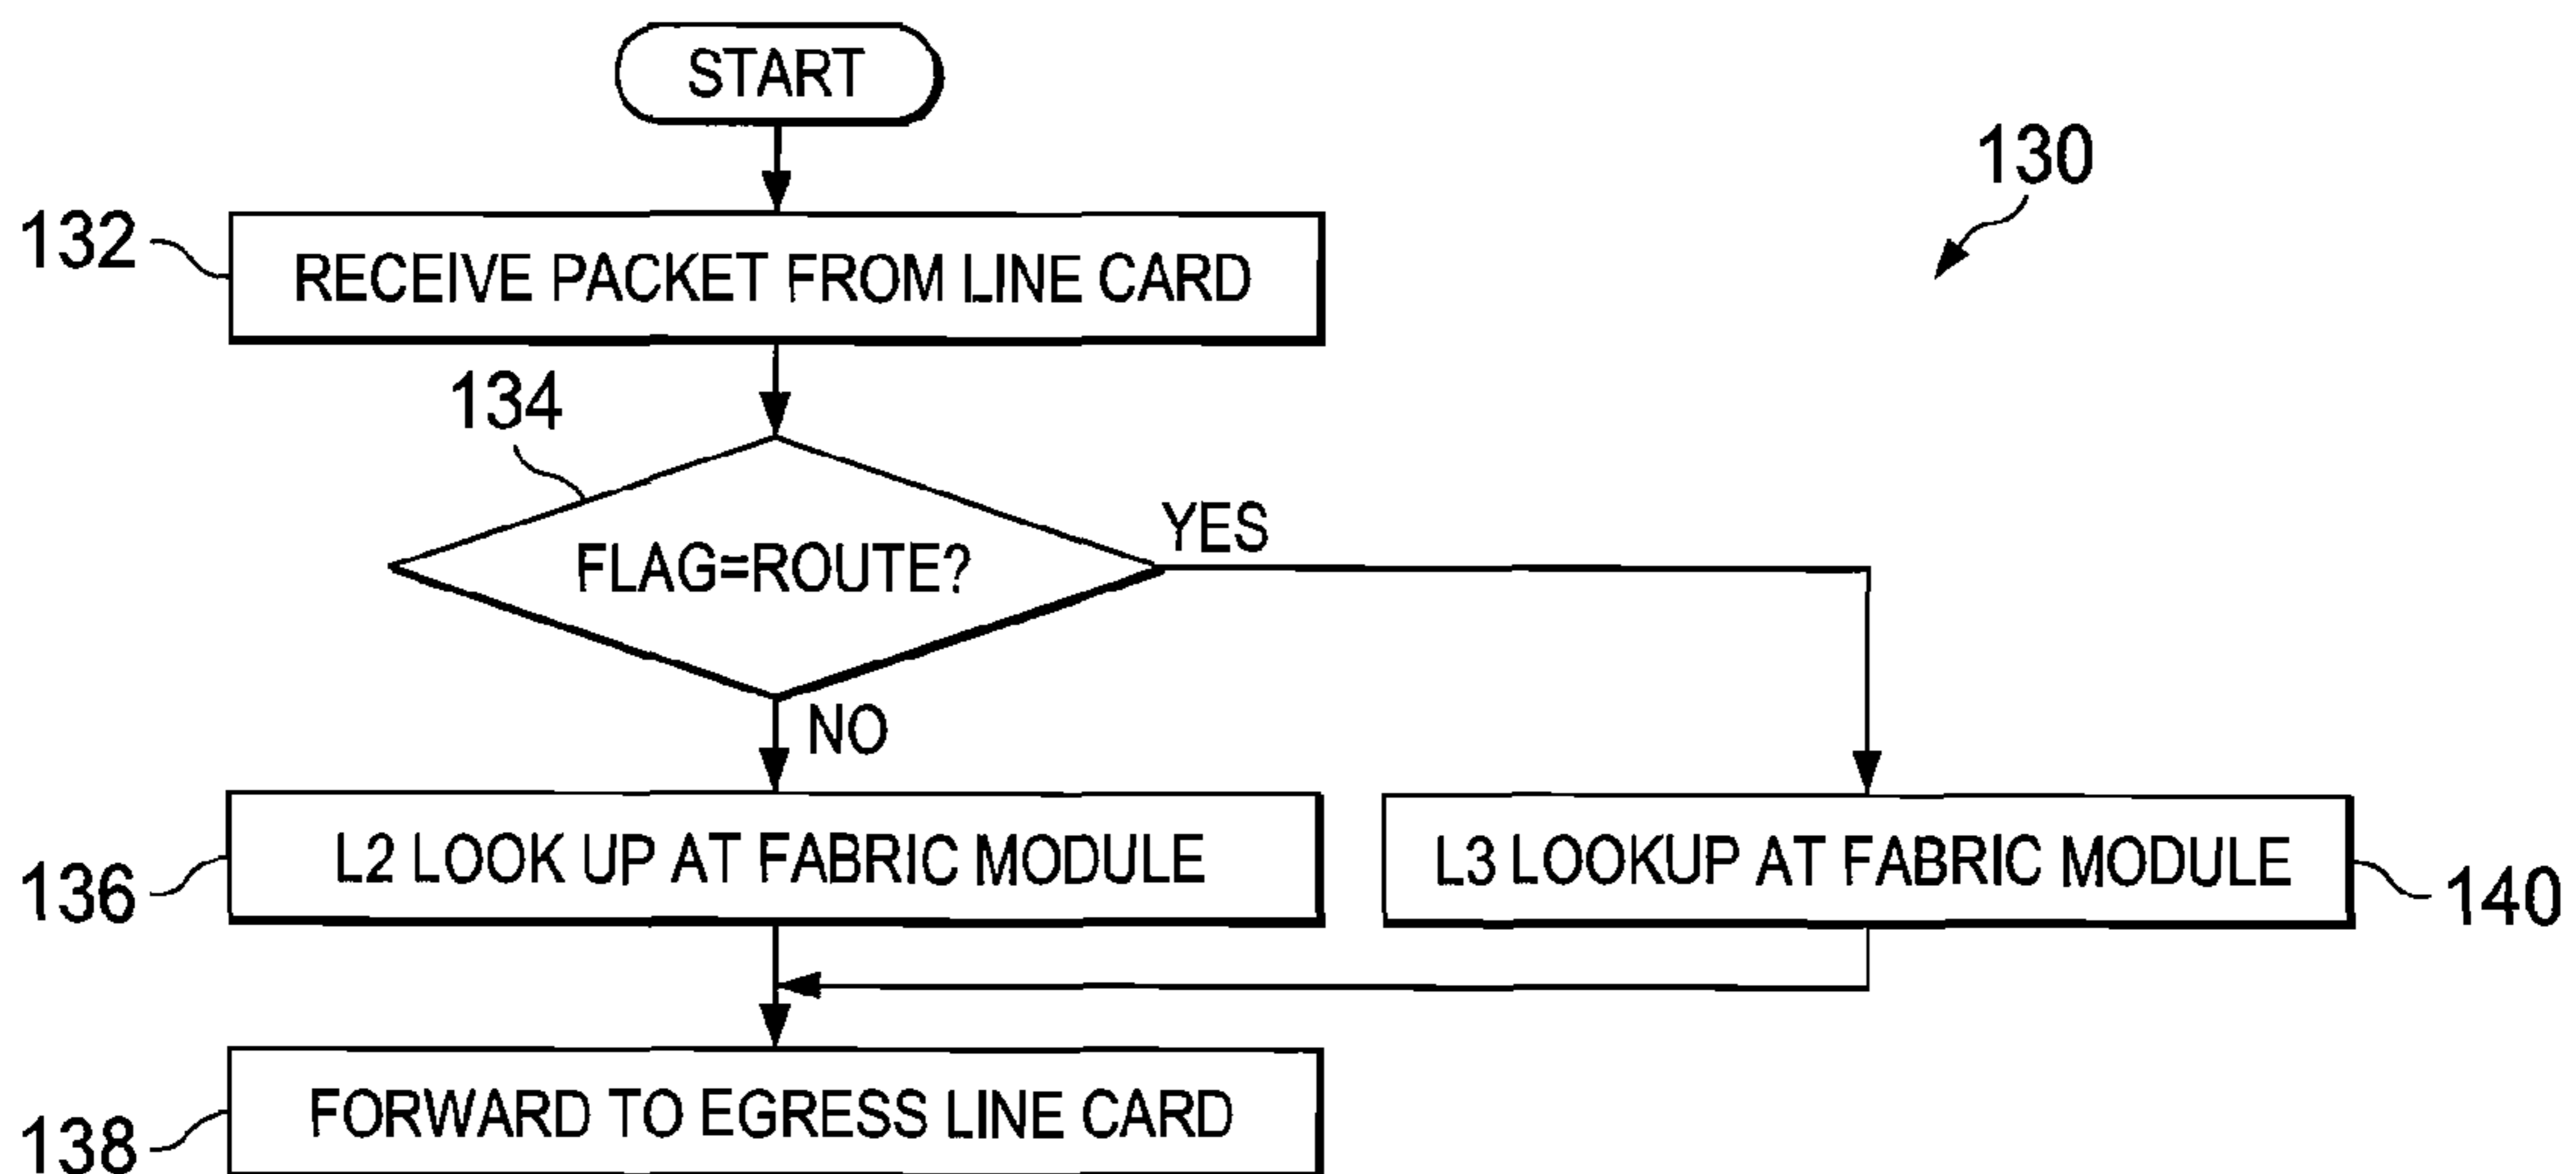 START
130
132
RECEIVE PACKET FROM LINE CARD
134
FLAG=ROUTE?
YES
NO
136
L2 LOOK UP AT FABRIC MODULE
L3 LOOKUP AT FABRIC MODULE
140
138
FORWARD TO EGRESS LINE CARD